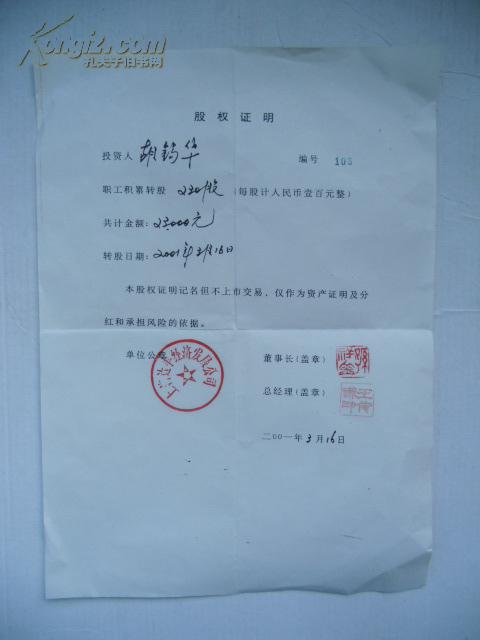 Kongfz.com
孔夫子旧书网
股权证明
投资人 胡鹤华 编号 108
职工积累转股 230股（每股计人民币壹百元整）
共计金额：23000元
转股日期：2001年3月16日
本股权证明记名但不上市交易，仅作为资产证明及分
红和承担风险的依据。
单位公章 董事长（盖章）
总经理（盖章）
二00一年3月16日